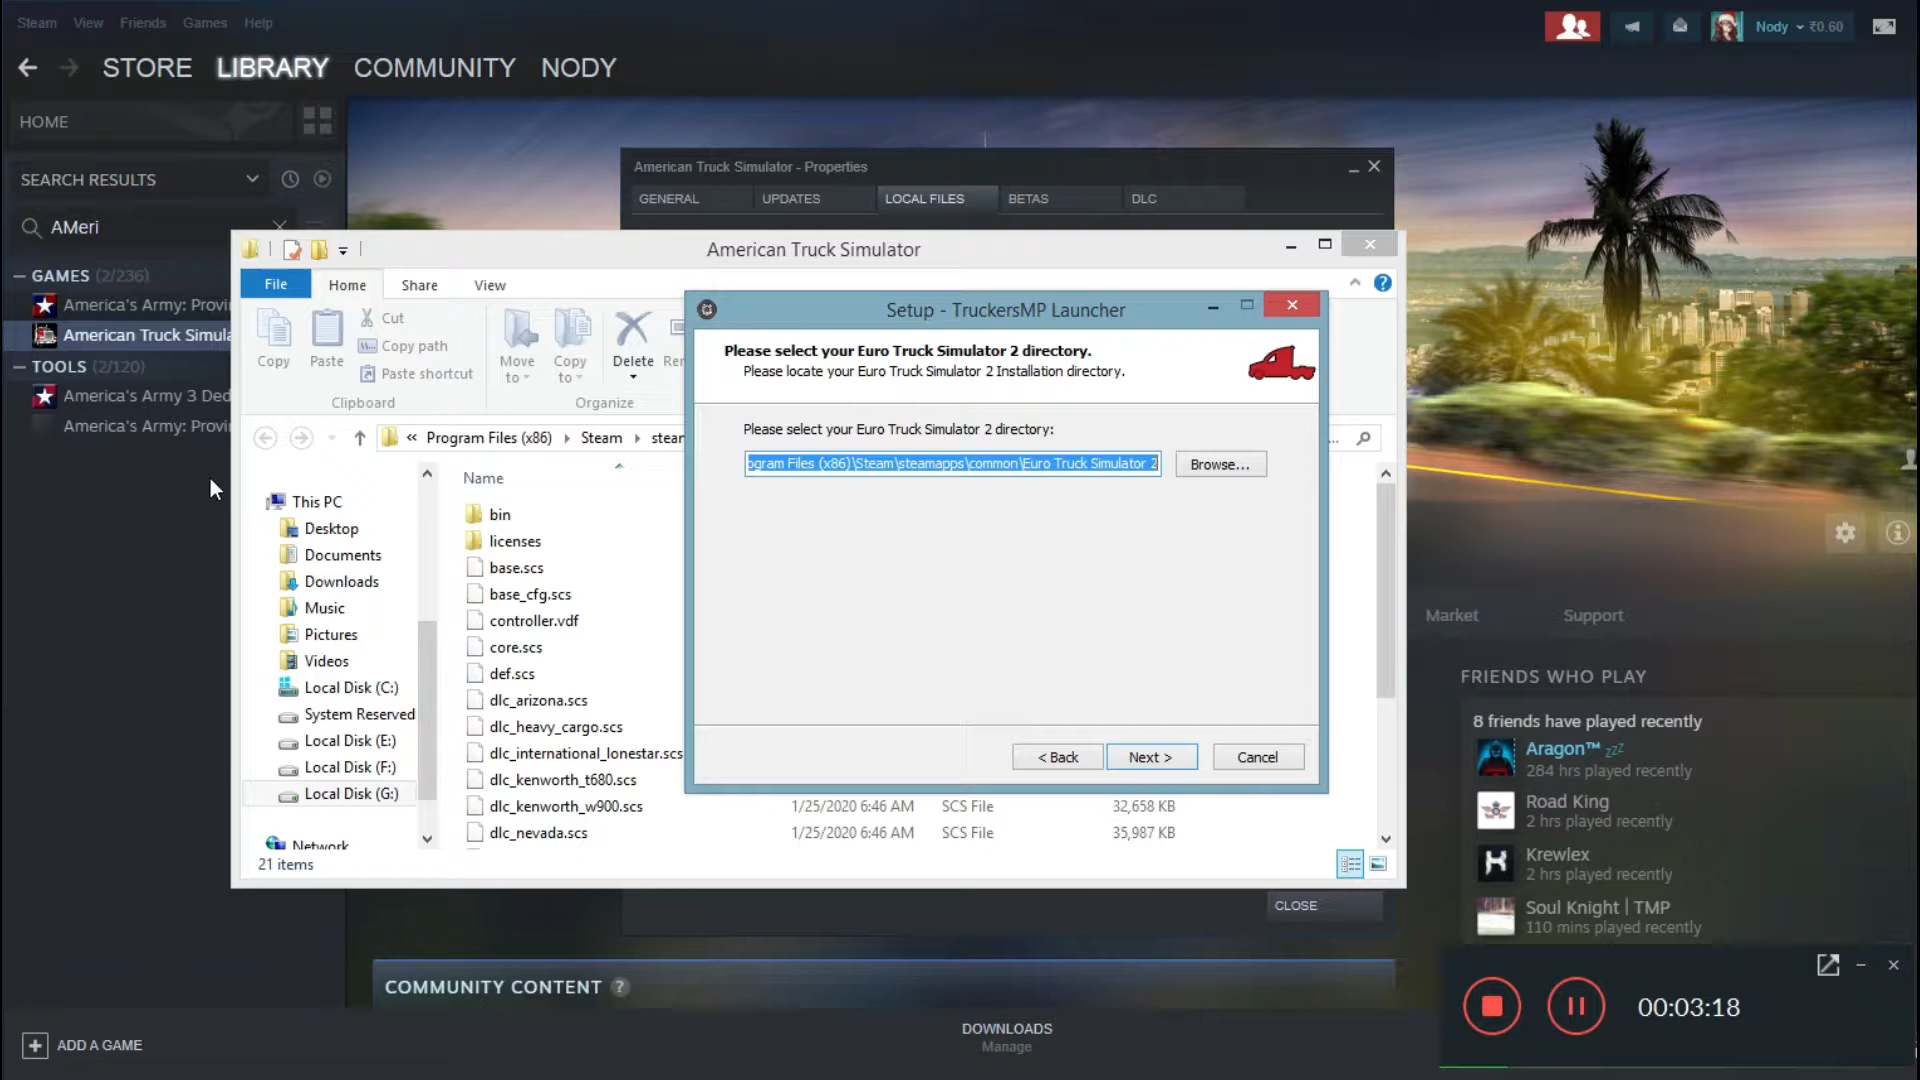 Steam View Friends Games Help
Nody ₹0.60
STORE LIBRARY COMMUNITY NODY
HOME
SEARCH RESULTS
AMeri
GAMES (2/236)
America's Army: Provi
American Truck Simula
TOOLS (2/120)
America's Army 3 Ded
America's Army: Provi
ADD A GAME
American Truck Simulator - Properties
GENERAL UPDATES LOCAL FILES BETAS DLC
American Truck Simulator
File Home Share View
Copy
Paste
Cut
Copy path
Paste shortcut
Clipboard
Move to
Copy to
Delete
Organize
« Program Files (x86) Steam
Name
This PC
Desktop
Documents
Downloads
Music
Pictures
Videos
Local Disk (C:)
System Reserved
Local Disk (E:)
Local Disk (F:)
Local Disk (G:)
Network
bin
licenses
base.scs
base_cfg.scs
controller.vdf
core.scs
def.scs
dlc_arizona.scs
dlc_heavy_cargo.scs
dlc_international_lonestar.scs
dlc_kenworth_t680.scs
dlc_kenworth_w900.scs 1/25/2020 6:46 AM SCS File 32,658 KB
dlc_nevada.scs 1/25/2020 6:46 AM SCS File 35,987 KB
21 items
Setup - TruckersMP Launcher
Please select your Euro Truck Simulator 2 directory.
Please locate your Euro Truck Simulator 2 Installation directory.
Please select your Euro Truck Simulator 2 directory:
ogram Files (x86)\Steam\steamapps\common\Euro Truck Simulator 2
Browse...
< Back Next > Cancel
CLOSE
COMMUNITY CONTENT ?
DOWNLOADS
Manage
Market Support
FRIENDS WHO PLAY
8 friends have played recently
Aragon™ zzZ
284 hrs played recently
Road King
2 hrs played recently
Krewlex
2 hrs played recently
Soul Knight | TMP
110 mins played recently
00:03:18